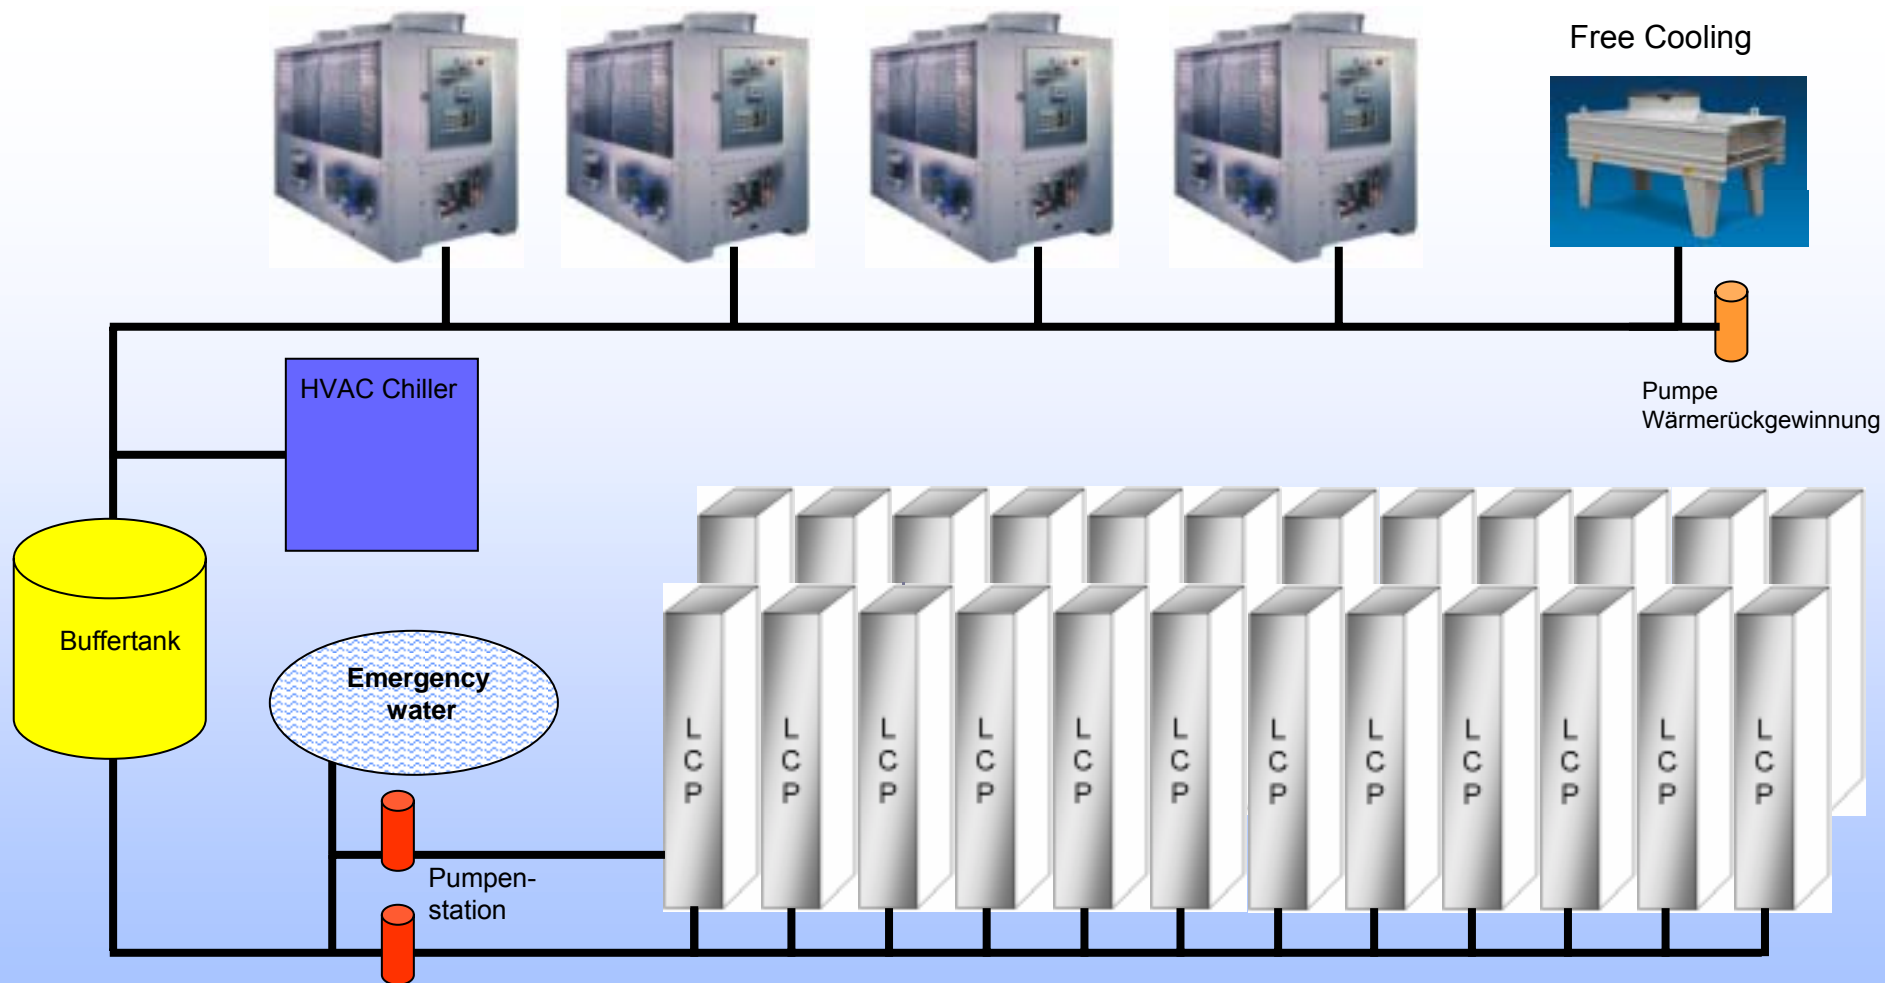 Free Cooling
HVAC Chiller
Pumpe
Wärmerückgewinnung
Buffertank
Emergency
water
Pumpen-
station
L
C
P
L
C
P
L
C
P
L
C
P
L
C
P
L
C
P
L
C
P
L
C
P
L
C
P
L
C
P
L
C
P
L
C
P